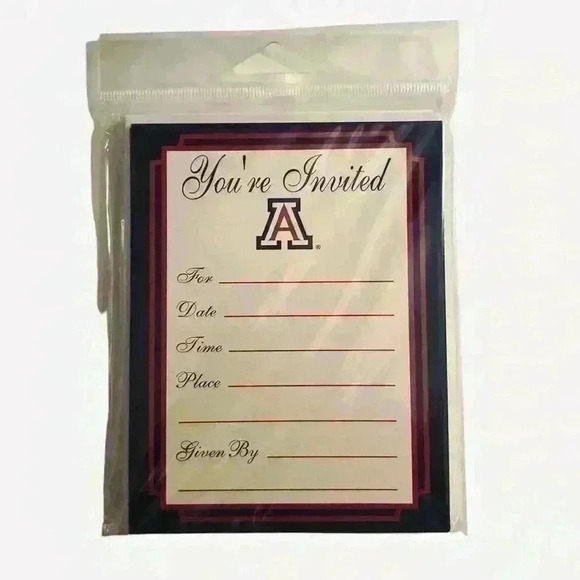 You're Invited
A ®
For
Date
Time
Place
Given By